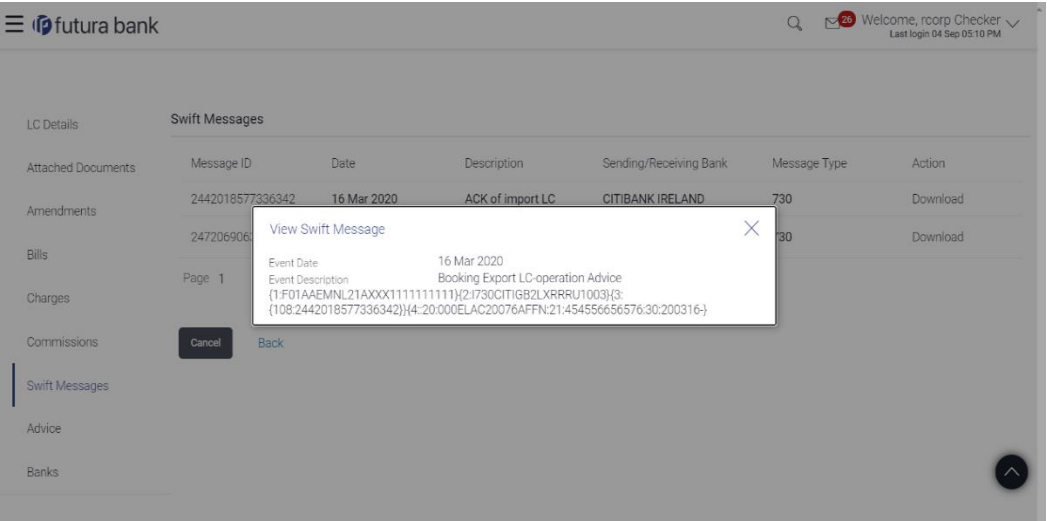 futura bank
26
Welcome, rcorp Checker
Last login 04 Sep 05:10 PM
LC Details
Attached Documents
Amendments
Bills
Charges
Commissions
Swift Messages
Advice
Banks
Swift Messages
Message ID Date Description Sending/Receiving Bank Message Type Action
2442018577336342 16 Mar 2020 ACK of import LC CITIBANK IRELAND 730 Download
Download
Page 1
View Swift Message
Event Date 16 Mar 2020
Event Description Booking Export LC-operation Advice
{1:F01AAEMNL21AXXX1111111111}{2:I730CITIGB2LXRRRU1003}{3:
{108:2442018577336342}}{4::20:000ELAC20076AFFN:21:454556656576:30:200316-}
Cancel Back